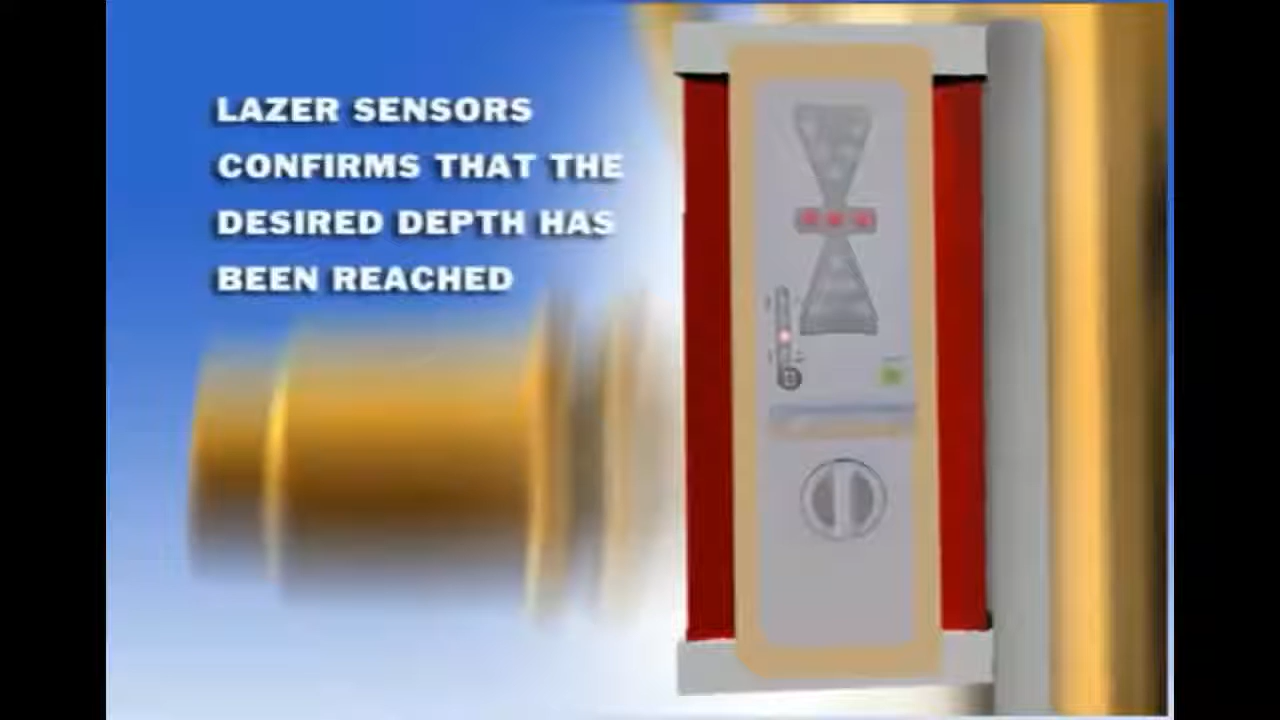 LAZER SENSORS
CONFIRMS THAT THE
DESIRED DEPTH HAS
BEEN REACHED